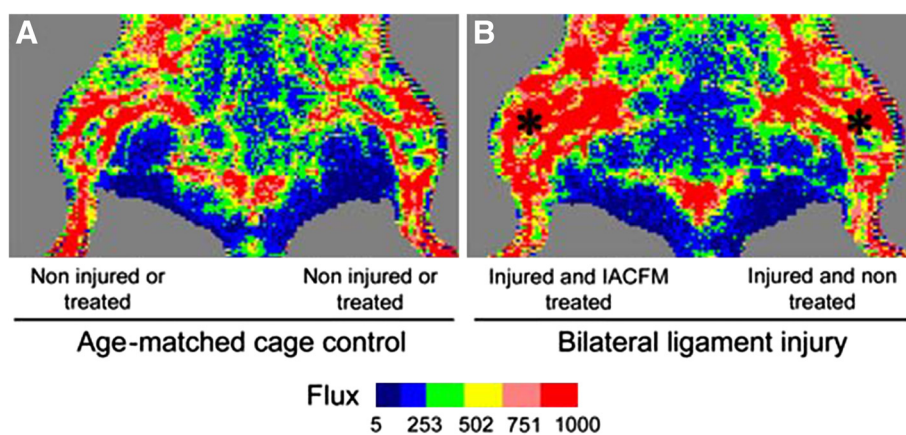 A
B
*
*
Non injured or treated
Non injured or treated
Injured and IACFM treated
Injured and non treated
Age-matched cage control
Bilateral ligament injury
Flux
5 253 502 751 1000